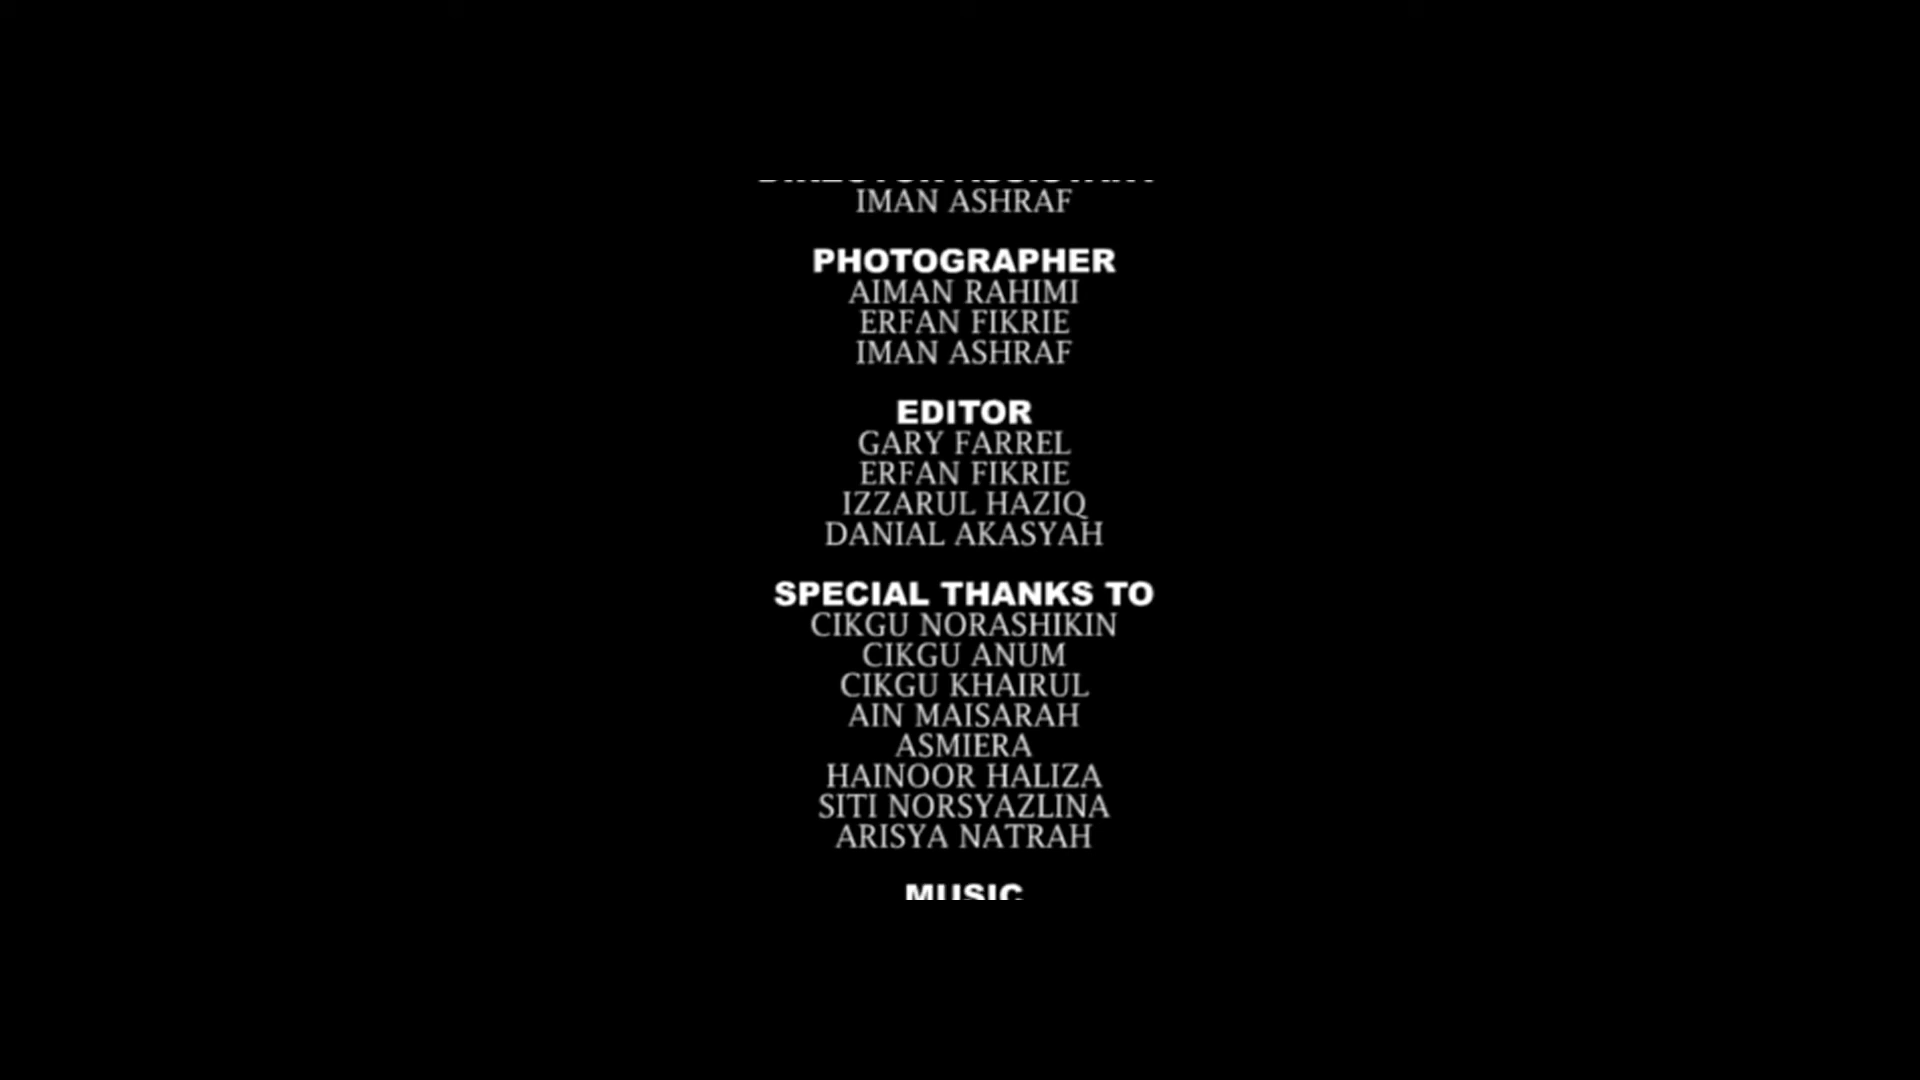 IMAN ASHRAF
PHOTOGRAPHER
AIMAN RAHIMI
ERFAN FIKRIE
IMAN ASHRAF
EDITOR
GARY FARREL
ERFAN FIKRIE
IZZARUL HAZIQ
DANIAL AKASYAH
SPECIAL THANKS TO
CIKGU NORASHIKIN
CIKGU ANUM
CIKGU KHAIRUL
AIN MAISARAH
ASMIERA
HAINOOR HALIZA
SITI NORSYAZLINA
ARISYA NATRAH
MUSIC